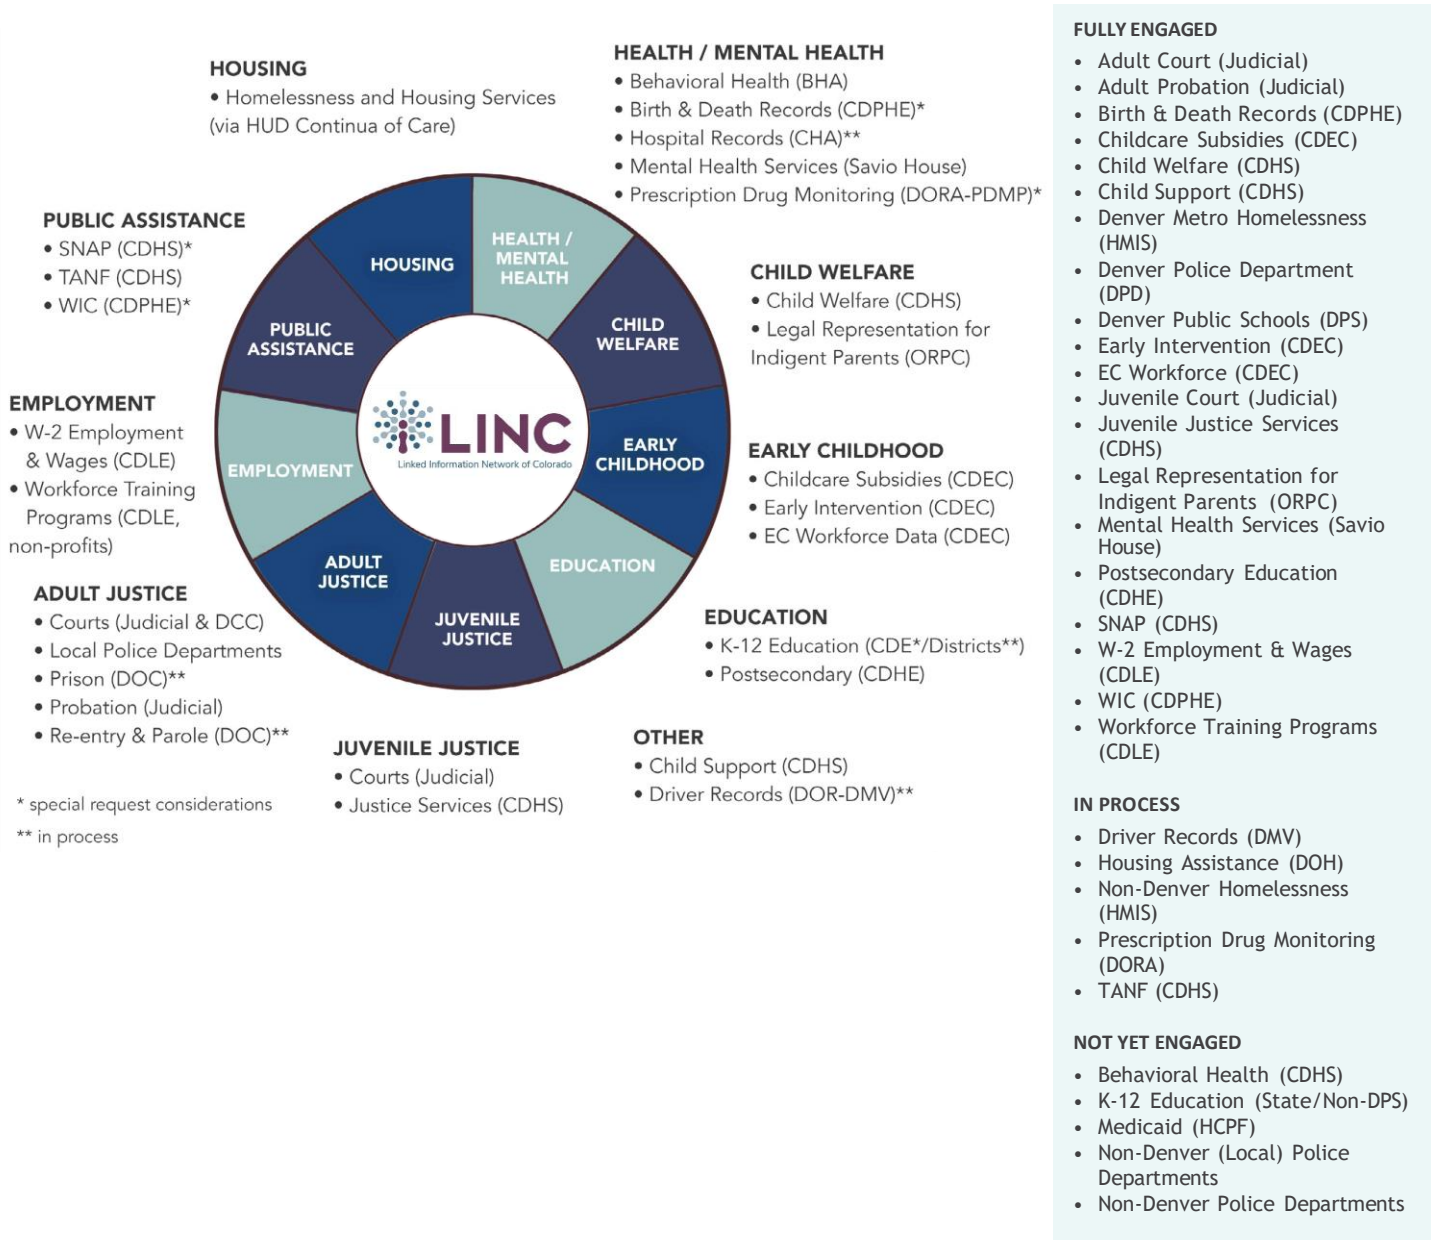 HOUSING
• Homelessness and Housing Services
(via HUD Continua of Care)
HEALTH / MENTAL HEALTH
• Behavioral Health (BHA)
• Birth & Death Records (CDPHE)*
• Hospital Records (CHA)**
• Mental Health Services (Savio House)
• Prescription Drug Monitoring (DORA-PDMP)*
PUBLIC ASSISTANCE
• SNAP (CDHS)*
• TANF (CDHS)
• WIC (CDPHE)*
CHILD WELFARE
• Child Welfare (CDHS)
• Legal Representation for
Indigent Parents (ORPC)
EMPLOYMENT
• W-2 Employment
& Wages (CDLE)
• Workforce Training
Programs (CDLE,
non-profits)
EARLY CHILDHOOD
• Childcare Subsidies (CDEC)
• Early Intervention (CDEC)
• EC Workforce Data (CDEC)
ADULT JUSTICE
• Courts (Judicial & DCC)
• Local Police Departments
• Prison (DOC)**
• Probation (Judicial)
• Re-entry & Parole (DOC)**
EDUCATION
• K-12 Education (CDE*/Districts**)
• Postsecondary (CDHE)
JUVENILE JUSTICE
• Courts (Judicial)
• Justice Services (CDHS)
OTHER
• Child Support (CDHS)
• Driver Records (DOR-DMV)**
* special request considerations
** in process
HOUSING
HEALTH /
MENTAL
HEALTH
CHILD
WELFARE
EARLY
CHILDHOOD
EDUCATION
JUVENILE
JUSTICE
ADULT
JUSTICE
EMPLOYMENT
PUBLIC
ASSISTANCE
LINC
Linked Information Network of Colorado
FULLY ENGAGED
• Adult Court (Judicial)
• Adult Probation (Judicial)
• Birth & Death Records (CDPHE)
• Childcare Subsidies (CDEC)
• Child Welfare (CDHS)
• Child Support (CDHS)
• Denver Metro Homelessness
(HMIS)
• Denver Police Department
(DPD)
• Denver Public Schools (DPS)
• Early Intervention (CDEC)
• EC Workforce (CDEC)
• Juvenile Court (Judicial)
• Juvenile Justice Services
(CDHS)
• Legal Representation for
Indigent Parents (ORPC)
• Mental Health Services (Savio
House)
• Postsecondary Education
(CDHE)
• SNAP (CDHS)
• W-2 Employment & Wages
(CDLE)
• WIC (CDPHE)
• Workforce Training Programs
(CDLE)
IN PROCESS
• Driver Records (DMV)
• Housing Assistance (DOH)
• Non-Denver Homelessness
(HMIS)
• Prescription Drug Monitoring
(DORA)
• TANF (CDHS)
NOT YET ENGAGED
• Behavioral Health (CDHS)
• K-12 Education (State/Non-DPS)
• Medicaid (HCPF)
• Non-Denver (Local) Police
Departments
• Non-Denver Police Departments